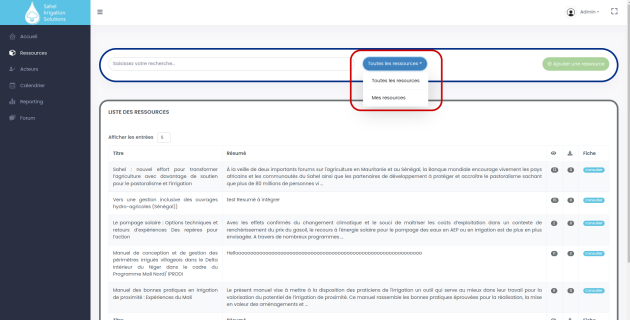 Sahel
Irrigation
Solutions
Admin
Accueil
Ressources
Acteurs
Calendrier
Reporting
Forum
Saisissez votre recherche...
Toutes les ressources
Ajouter une ressource
Toutes les ressources
Mes ressources
LISTE DES RESSOURCES
Afficher les entrées 5
Titre Résumé Fiche
Sahel : nouvel effort pour transformer
l'agriculture avec davantage de soutien
pour le pastoralisme et l'irrigation
À la veille de deux importants forums sur l'agriculture en Mauritanie et au Sénégal, la Banque mondiale encourage vivement les pays
africains et les communautés du Sahel ainsi que les partenaires de développement à protéger et accroître le pastoralisme sachant
que plus de 80 millions de personnes vi ...
Consulter
Vers une gestion inclusive des ouvrages
hydro-agricoles (Sénégal)]
Test Resumé à intégrer
Consulter
Le pompage solaire : Options techniques et
retours d'expériences Des repères pour
l'action
Avec les effets confirmés du changement climatique et le souci de maîtriser les coûts d'exploitation dans un contexte de
renchérissement du prix du gasoil, le recours à l'énergie solaire pour le pompage des eaux en AEP ou en irrigation est de plus en plus
envisagée. A travers de nombreux programmes ...
Consulter
Manuel de conception et de gestion des
périmètres irrigués villageois dans le Delta
Intérieur du Niger dans le cadre du
Programme Mali Nord/ IPRODI
Consulter
Manuel des bonnes pratiques en irrigation
de proximité : Expériences du Mali
Le présent manuel vise à mettre à la disposition des praticiens de l'irrigation un outil qui serve au mieux dans leur travail pour la
valorisation du potentiel de l'irrigation de proximité. Ce manuel rassemble les bonnes pratiques éprouvées pour la réalisation, la mise
en valeur des aménagements et ...
Consulter
Titre Résumé Fiche